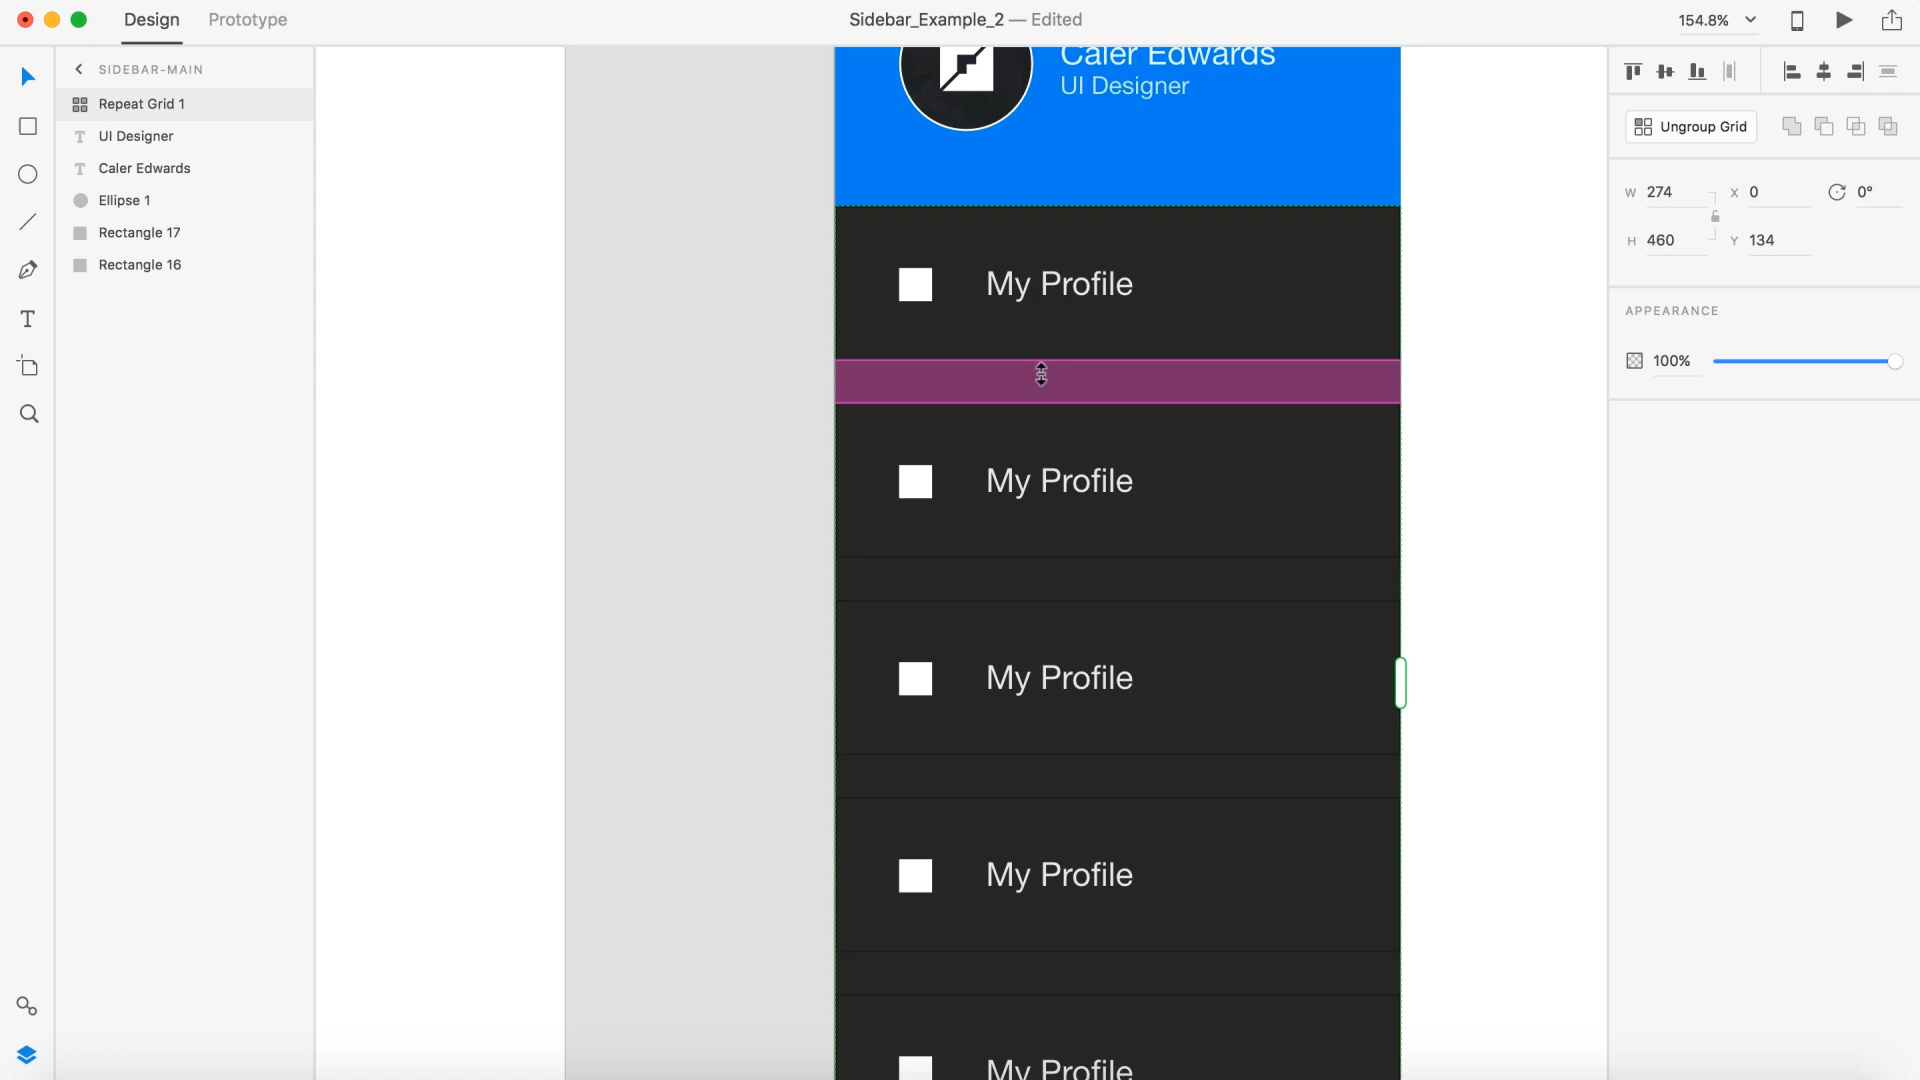 Design
Prototype
Sidebar_Example_2 — Edited
154.8%
SIDEBAR-MAIN
Repeat Grid 1
T UI Designer
T Caler Edwards
Ellipse 1
Rectangle 17
Rectangle 16
T
Caler Edwards
UI Designer
My Profile
My Profile
My Profile
My Profile
My Profile
Ungroup Grid
W 274
X 0
0°
H 460
Y 134
APPEARANCE
100%